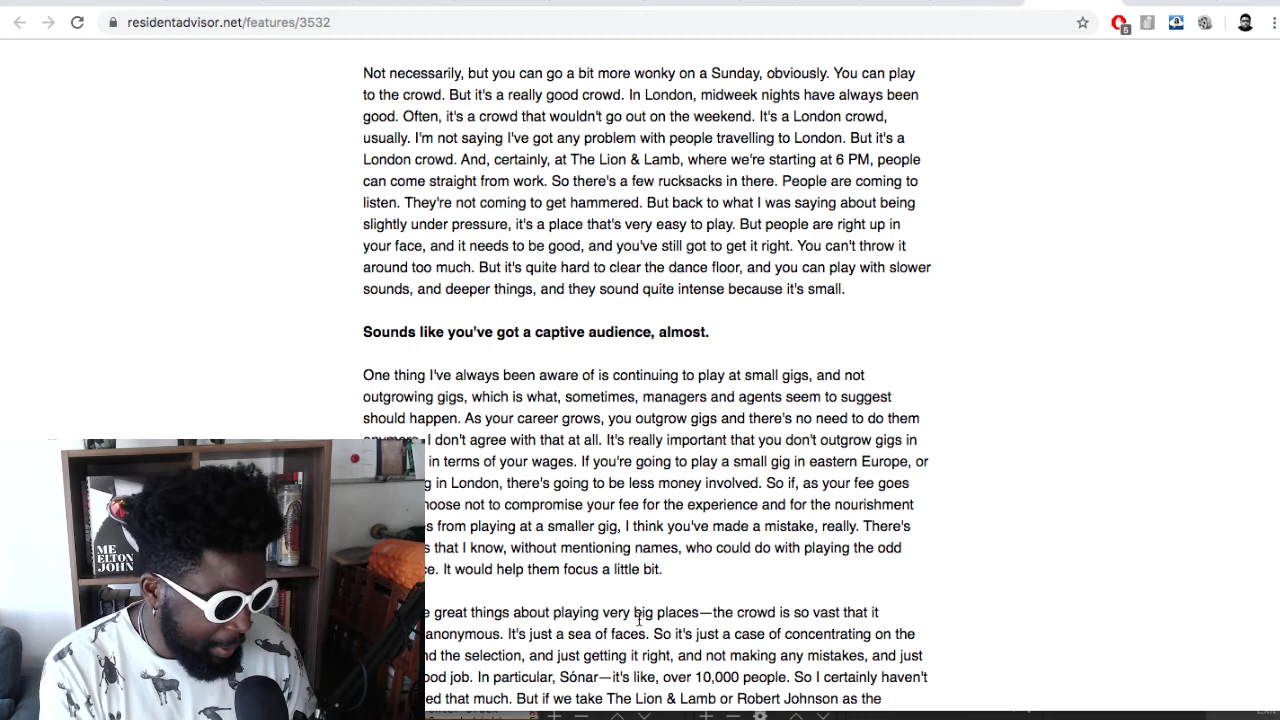 residentadvisor.net/features/3532
5
Not necessarily, but you can go a bit more wonky on a Sunday, obviously. You can play
to the crowd. But it's a really good crowd. In London, midweek nights have always been
good. Often, it's a crowd that wouldn't go out on the weekend. It's a London crowd,
usually. I'm not saying I've got any problem with people travelling to London. But it's a
London crowd. And, certainly, at The Lion & Lamb, where we're starting at 6 PM, people
can come straight from work. So there's a few rucksacks in there. People are coming to
listen. They're not coming to get hammered. But back to what I was saying about being
slightly under pressure, it's a place that's very easy to play. But people are right up in
your face, and it needs to be good, and you've still got to get it right. You can't throw it
around too much. But it's quite hard to clear the dance floor, and you can play with slower
sounds, and deeper things, and they sound quite intense because it's small.
Sounds like you've got a captive audience, almost.
One thing I've always been aware of is continuing to play at small gigs, and not
outgrowing gigs, which is what, sometimes, managers and agents seem to suggest
should happen. As your career grows, you outgrow gigs and there's no need to do them
I don't agree with that at all. It's really important that you don't outgrow gigs in
in terms of your wages. If you're going to play a small gig in eastern Europe, or
g in London, there's going to be less money involved. So if, as your fee goes
hoose not to compromise your fee for the experience and for the nourishment
s from playing at a smaller gig, I think you've made a mistake, really. There's
s that I know, without mentioning names, who could do with playing the odd
ce. It would help them focus a little bit.
e great things about playing very big places—the crowd is so vast that it
anonymous. It's just a sea of faces. So it's just a case of concentrating on the
nd the selection, and just getting it right, and not making any mistakes, and just
ood job. In particular, Sónar—it's like, over 10,000 people. So I certainly haven't
ed that much. But if we take The Lion & Lamb or Robert Johnson as the
ME
ELTON
JOHN